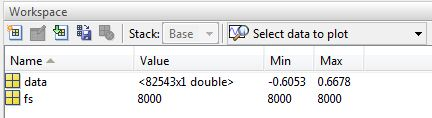 Workspace
Stack: Base Select data to plot
Name Value Min Max
data <82543x1 double> -0.6053 0.6678
fs 8000 8000 8000